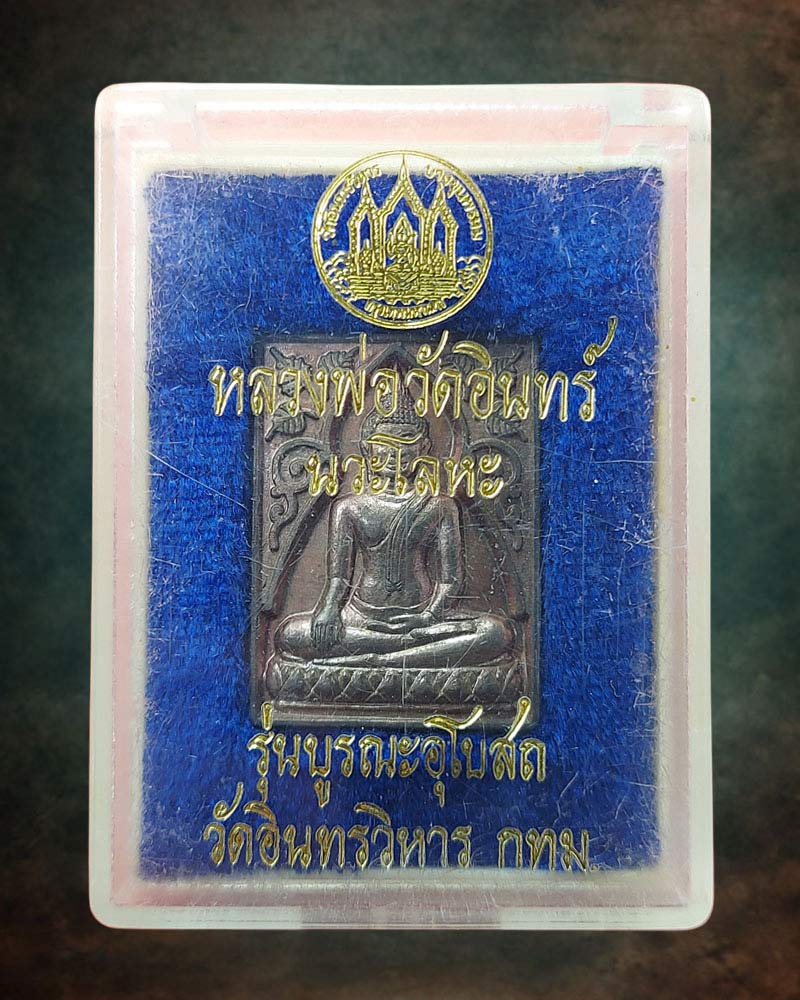 หลวงพ่อวัดอินทร์
นวะโลหะ
รุ่นบูรณะอุโบสถ
วัดอินทรวิหาร กทม.